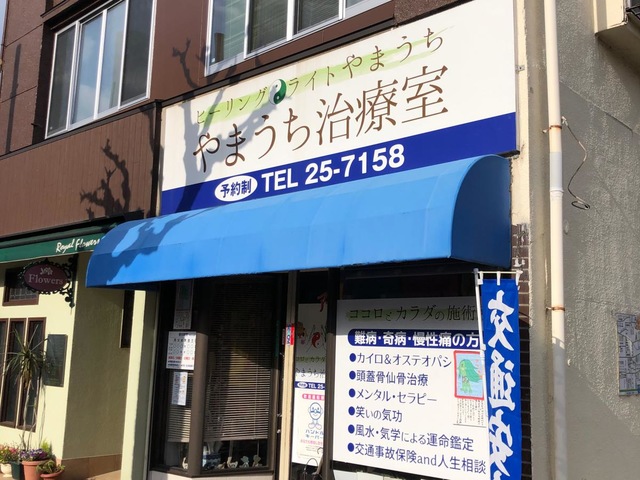 ヒーリング ライトやまうち
やまうち治療室
予約制 TEL 25-7158
Royal Flowers
Flowers
ココロとカラダの施術
難病・奇病・慢性痛の方
●カイロ&オステオパシ
●頭蓋骨仙骨治療
●メンタル・セラピー
●笑いの気功
●風水・気学による運命鑑定
●交通事故保険and人生相談
交通